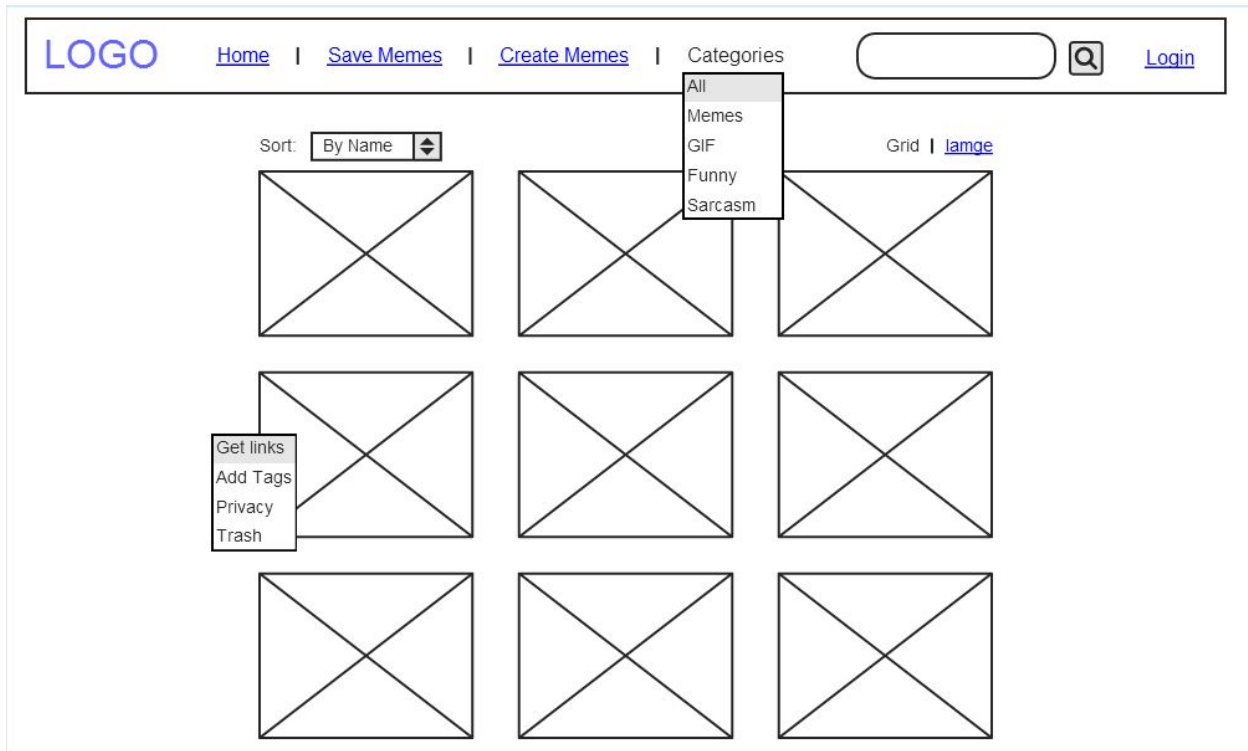 LOGO Home | Save Memes | Create Memes | Categories Login
All
Memes
GIF
Funny
Sarcasm
Sort: By Name Grid | Iamge
Get links
Add Tags
Privacy
Trash